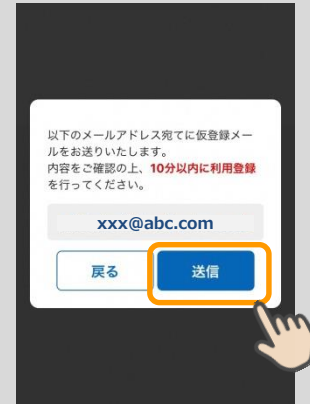 以下のメールアドレス宛てに仮登録メー
ルをお送りいたします。
内容をご確認の上、10分以内に利用登録
を行ってください。
xxx@abc.com
戻る
送信